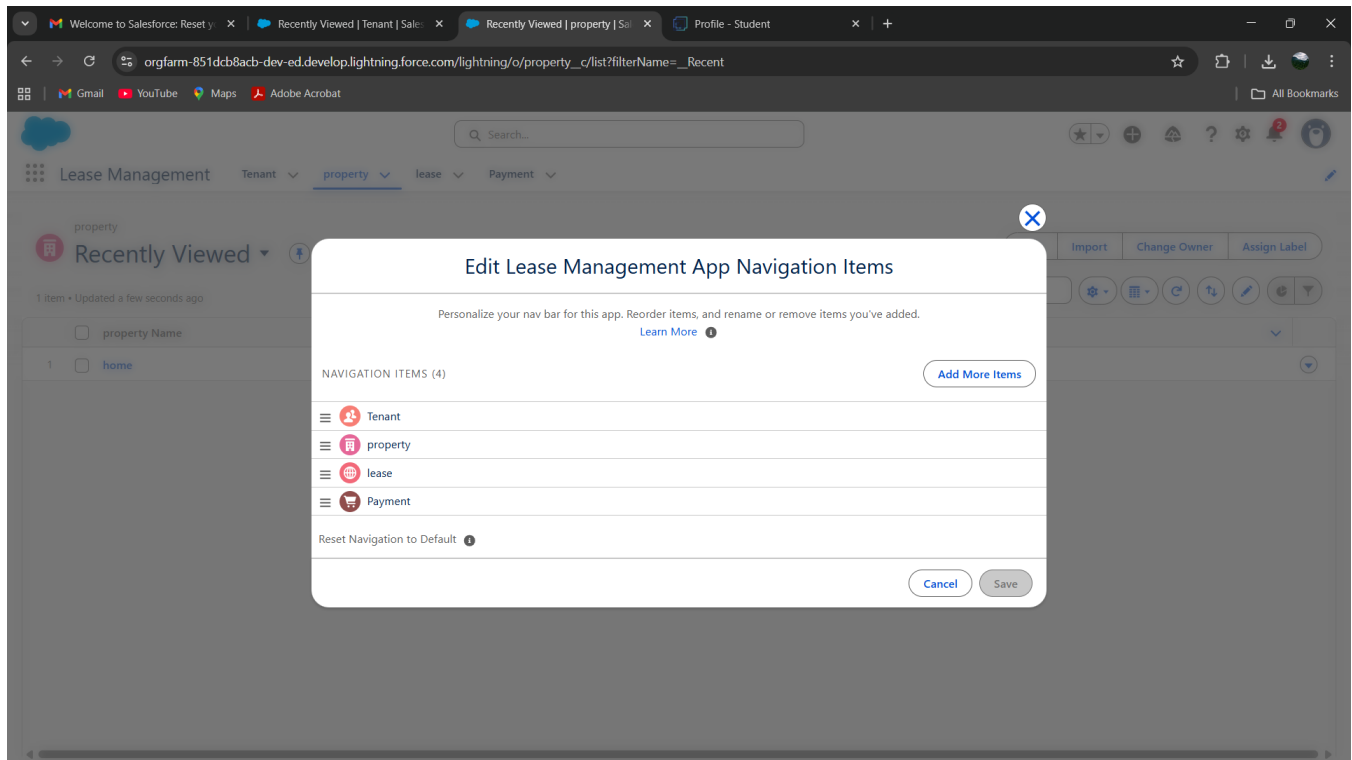 Welcome to Salesforce: Reset y
Recently Viewed | Tenant | Sales
Recently Viewed | property | Sal
Profile - Student
orgfarm-851dcb8acb-dev-ed.develop.lightning.force.com/lightning/o/property__c/list?filterName=__Recent
Gmail
YouTube
Maps
Adobe Acrobat
All Bookmarks
Search...
2
Lease Management
Tenant
property
lease
Payment
property
Recently Viewed
Import
Change Owner
Assign Label
1 item • Updated a few seconds ago
property Name
1
home
Edit Lease Management App Navigation Items
Personalize your nav bar for this app. Reorder items, and rename or remove items you've added.
Learn More
NAVIGATION ITEMS (4)
Add More Items
Tenant
property
lease
Payment
Reset Navigation to Default
Cancel
Save